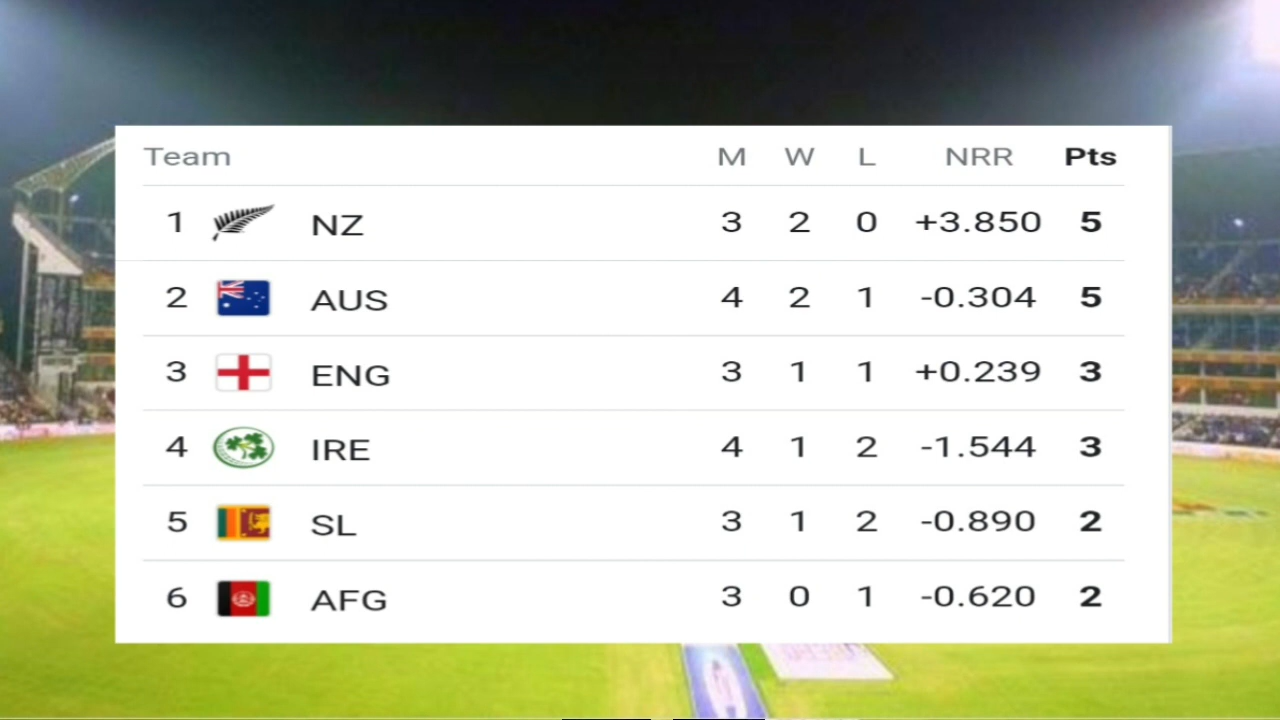 Team M W L NRR Pts
1 NZ 3 2 0 +3.850 5
2 AUS 4 2 1 -0.304 5
3 ENG 3 1 1 +0.239 3
4 IRE 4 1 2 -1.544 3
5 SL 3 1 2 -0.890 2
6 AFG 3 0 1 -0.620 2